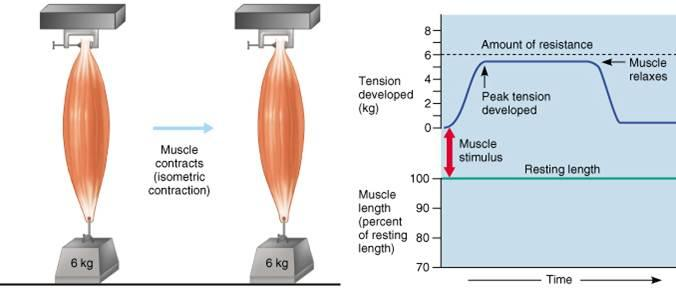 6 kg
Muscle
contracts
(isometric
contraction)
6 kg
Tension
developed
(kg)
8
6
4
2
0
Amount of resistance
Muscle
relaxes
Peak tension
developed
Muscle
stimulus
Resting length
Muscle
length
(percent
of resting
length)
100
90
80
70
Time